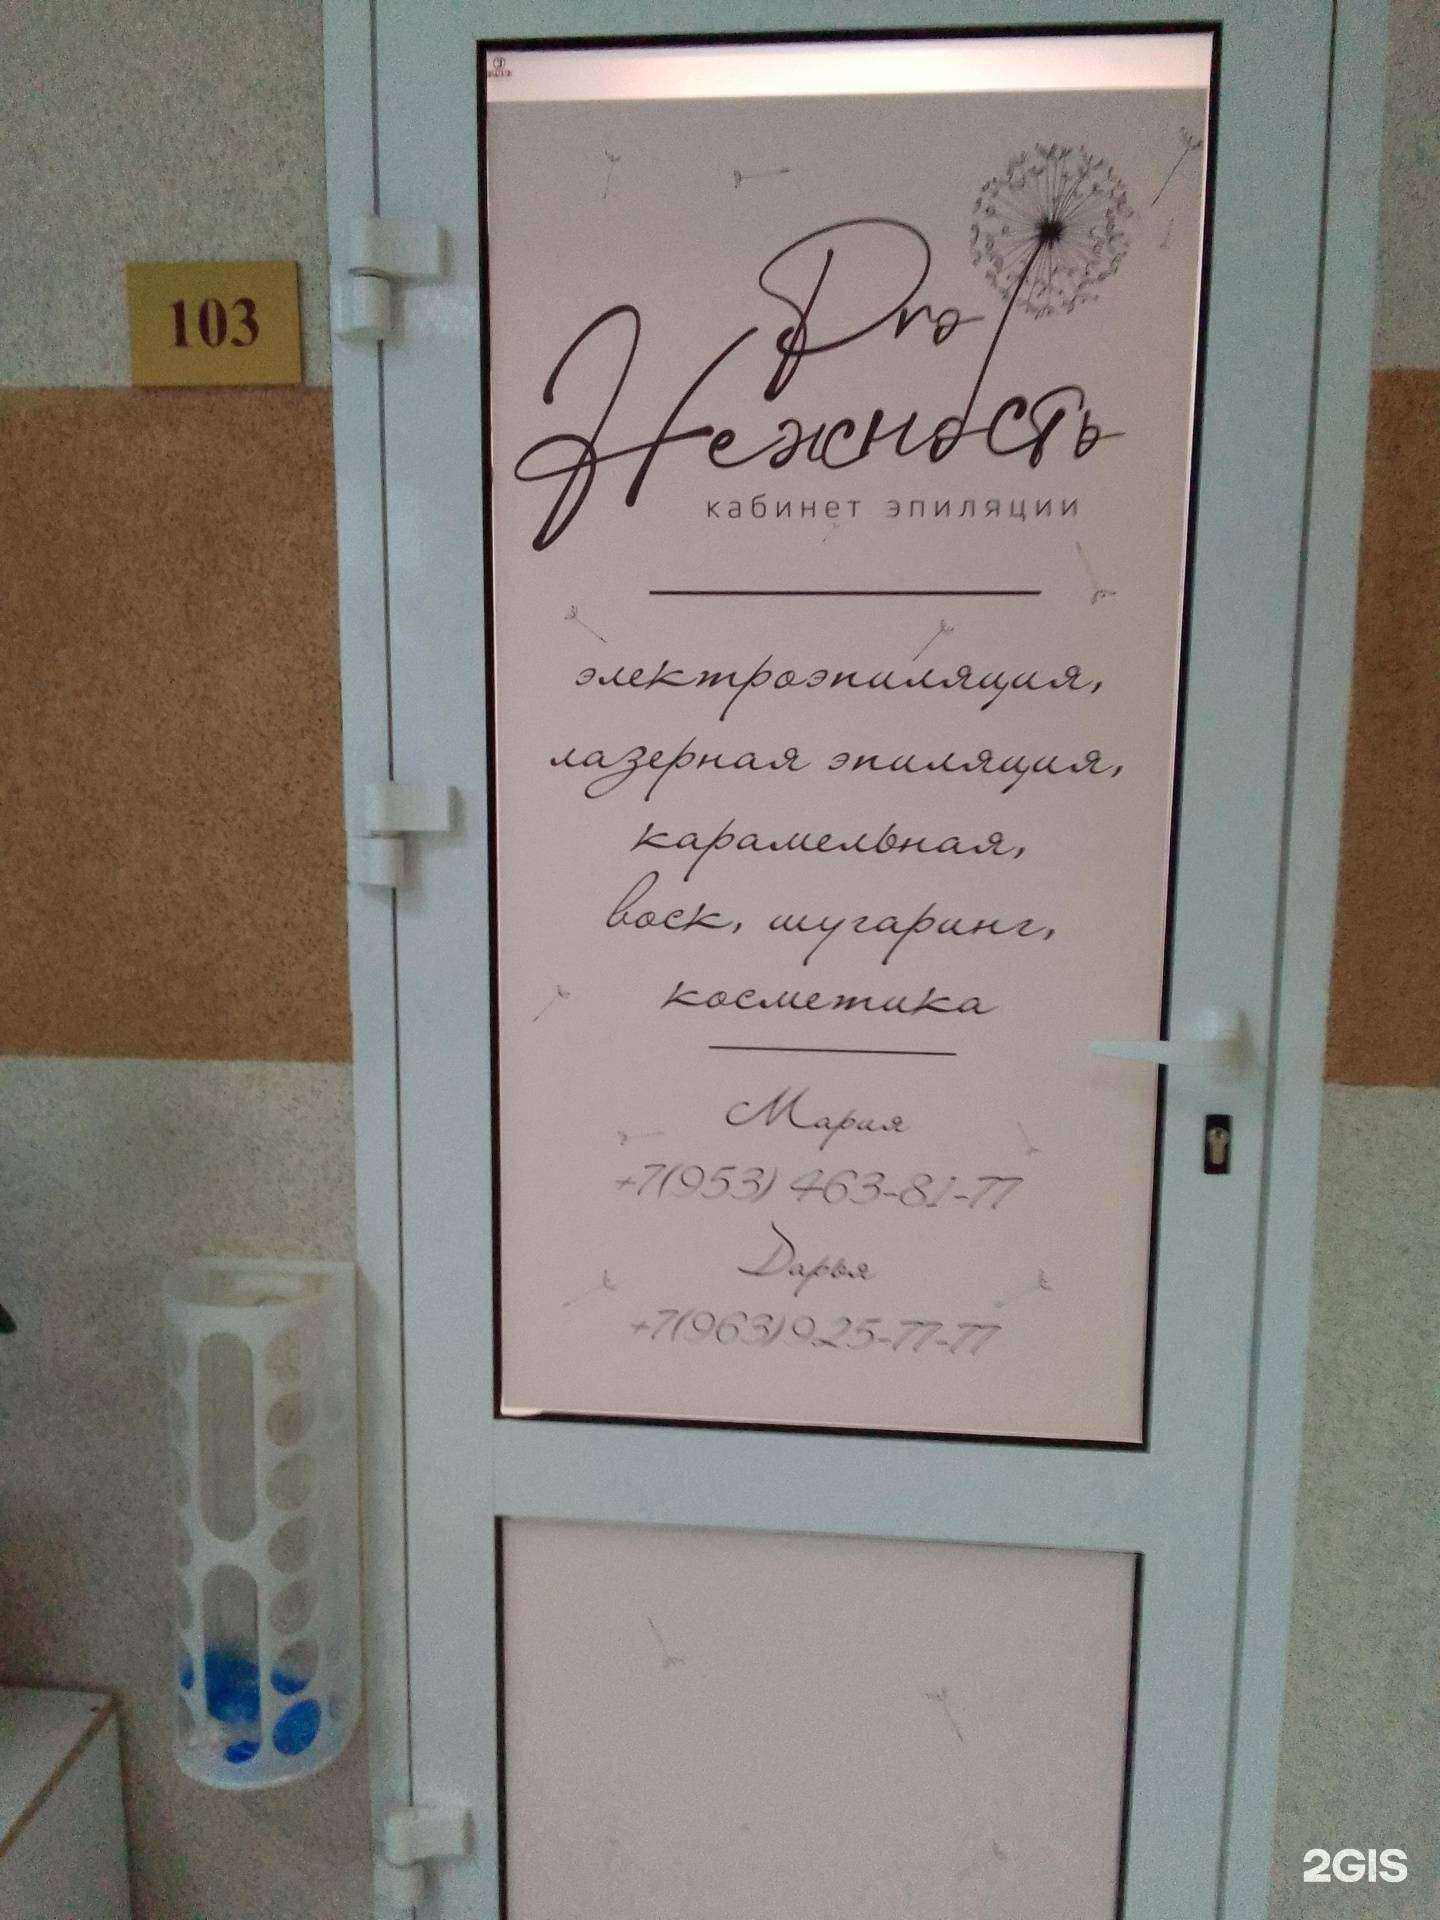 103
Pro
Нежность
кабинет эпиляции
электроэпиляция,
лазерная эпиляция,
карамельная,
воск, шугаринг,
косметика
Мария
+7(953) 463-81-77
Дарья
+7(963)925-77-77
2GIS